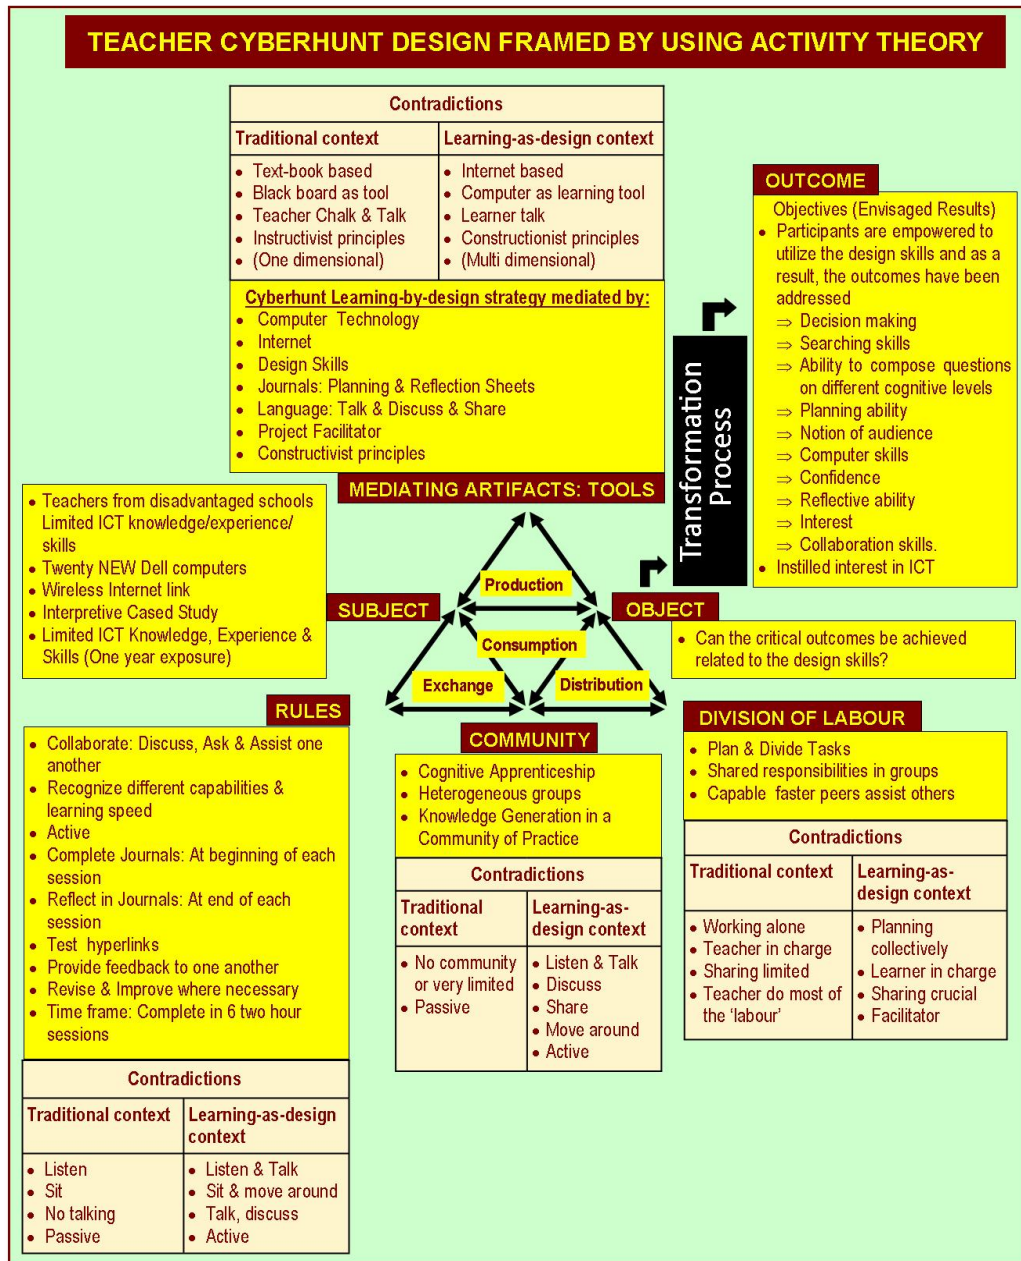 TEACHER CYBERHUNT DESIGN FRAMED BY USING ACTIVITY THEORY
Contradictions
Traditional context
• Text-book based
• Black board as tool
• Teacher Chalk & Talk
• Instructivist principles
• (One dimensional)
Learning-as-design context
• Internet based
• Computer as learning tool
• Learner talk
• Constructionist principles
• (Multi dimensional)
Cyberhunt Learning-by-design strategy mediated by:
• Computer Technology
• Internet
• Design Skills
• Journals: Planning & Reflection Sheets
• Language: Talk & Discuss & Share
• Project Facilitator
• Constructivist principles
MEDIATING ARTIFACTS: TOOLS
OUTCOME
Objectives (Envisaged Results)
• Participants are empowered to
utilize the design skills and as a
result, the outcomes have been
addressed
⇒ Decision making
⇒ Searching skills
⇒ Ability to compose questions
on different cognitive levels
⇒ Planning ability
⇒ Notion of audience
⇒ Computer skills
⇒ Confidence
⇒ Reflective ability
⇒ Interest
⇒ Collaboration skills.
• Instilled interest in ICT
Transformation
Process
• Teachers from disadvantaged schools
Limited ICT knowledge/experience/
skills
• Twenty NEW Dell computers
• Wireless Internet link
• Interpretive Cased Study
• Limited ICT Knowledge, Experience &
Skills (One year exposure)
SUBJECT
Production
Consumption
Exchange
Distribution
OBJECT
• Can the critical outcomes be achieved
related to the design skills?
RULES
• Collaborate: Discuss, Ask & Assist one
another
• Recognize different capabilities &
learning speed
• Active
• Complete Journals: At beginning of each
session
• Reflect in Journals: At end of each
session
• Test hyperlinks
• Provide feedback to one another
• Revise & Improve where necessary
• Time frame: Complete in 6 two hour
sessions
Contradictions
Traditional context
• Listen
• Sit
• No talking
• Passive
Learning-as-design
context
• Listen & Talk
• Sit & move around
• Talk, discuss
• Active
COMMUNITY
• Cognitive Apprenticeship
• Heterogeneous groups
• Knowledge Generation in a
Community of Practice
Contradictions
Traditional
context
• No community
or very limited
• Passive
Learning-as-
design context
• Listen & Talk
• Discuss
• Share
• Move around
• Active
DIVISION OF LABOUR
• Plan & Divide Tasks
• Shared responsibilities in groups
• Capable faster peers assist others
Contradictions
Traditional context
• Working alone
• Teacher in charge
• Sharing limited
• Teacher do most of
the ‘labour’
Learning-as-
design context
• Planning
collectively
• Learner in charge
• Sharing crucial
• Facilitator